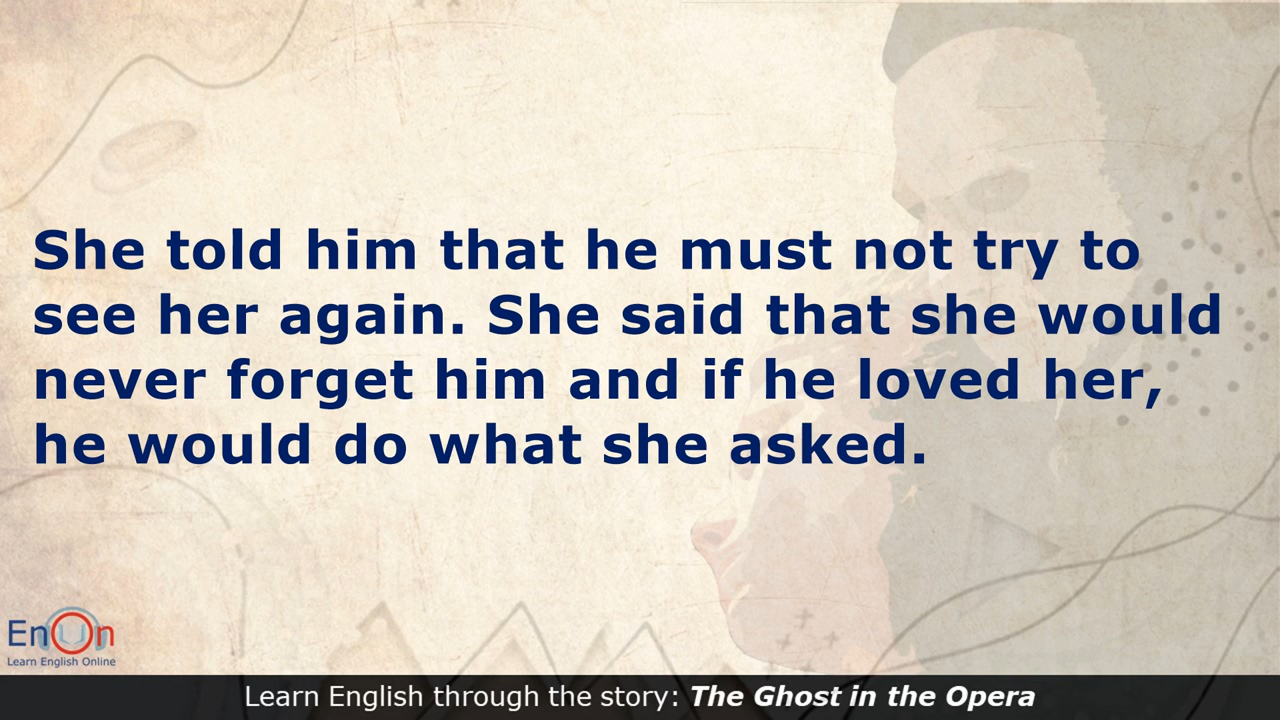 She told him that he must not try to
see her again. She said that she would
never forget him and if he loved her,
he would do what she asked.
EnOn
Learn English Online
Learn English through the story: The Ghost in the Opera